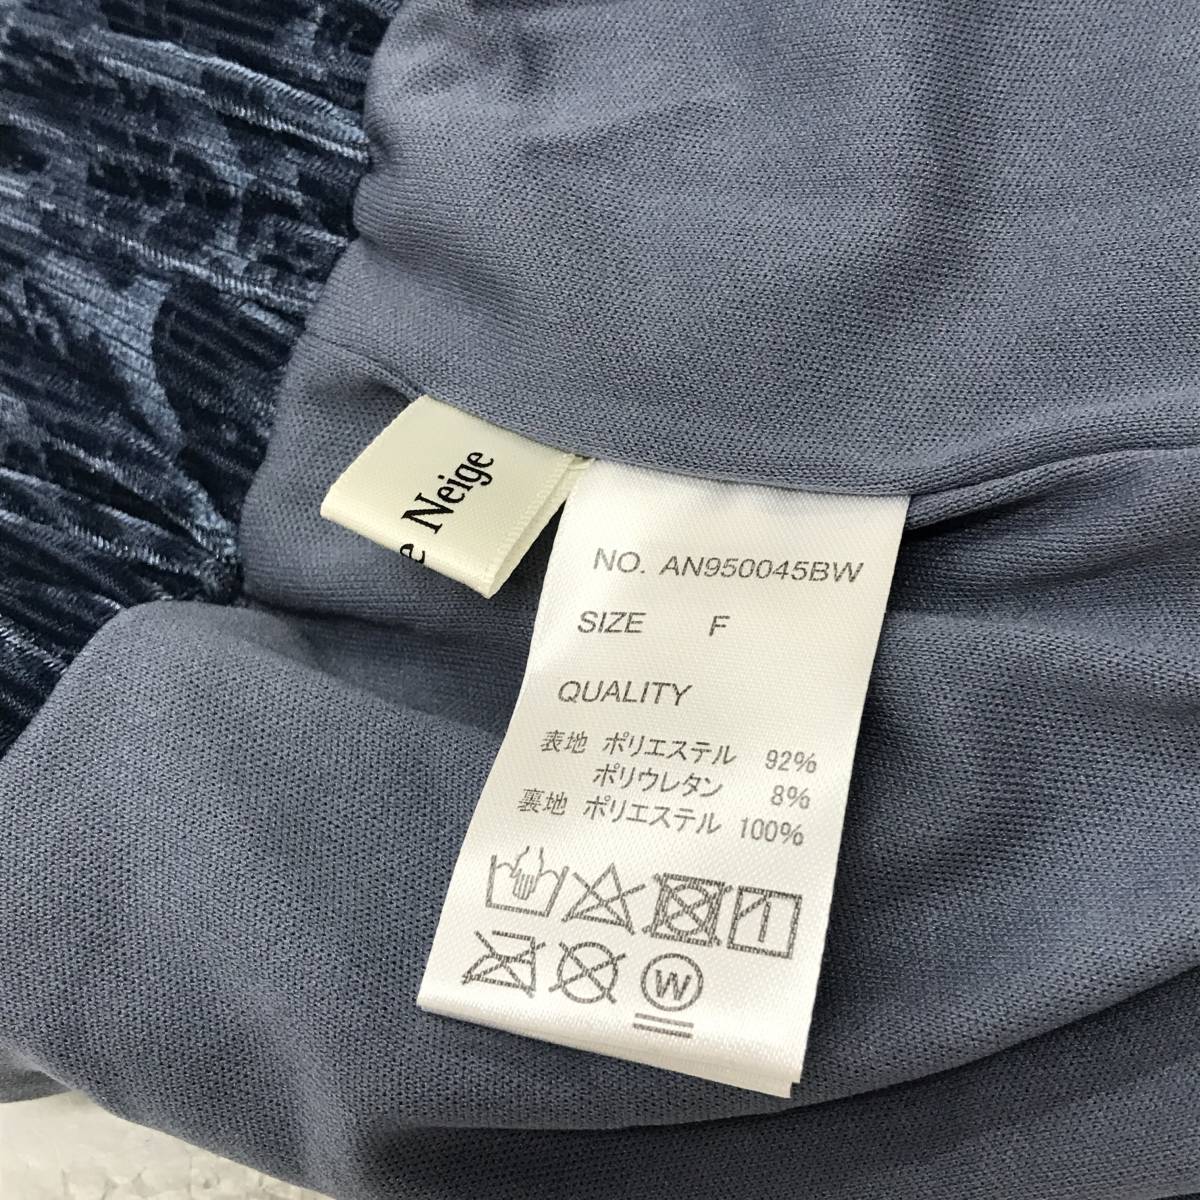 Neige
NO. AN950045BW
SIZE F
QUALITY
表地 ポリエステル 92%
ポリウレタン 8%
裏地 ポリエステル 100%
W